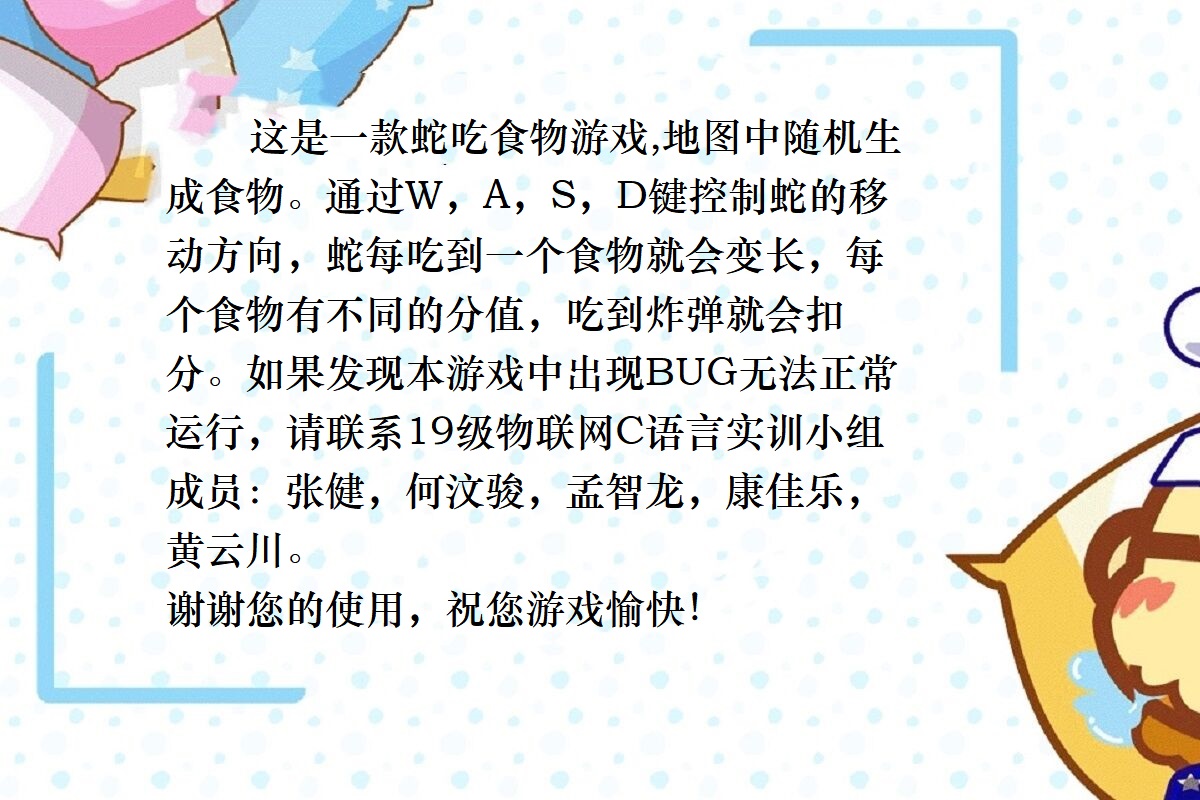 这是一款蛇吃食物游戏,地图中随机生
成食物。通过W，A，S，D键控制蛇的移
动方向，蛇每吃到一个食物就会变长，每
个食物有不同的分值，吃到炸弹就会扣
分。如果发现本游戏中出现BUG无法正常
运行，请联系19级物联网C语言实训小组
成员：张健，何汶骏，孟智龙，康佳乐，
黄云川。
谢谢您的使用，祝您游戏愉快！